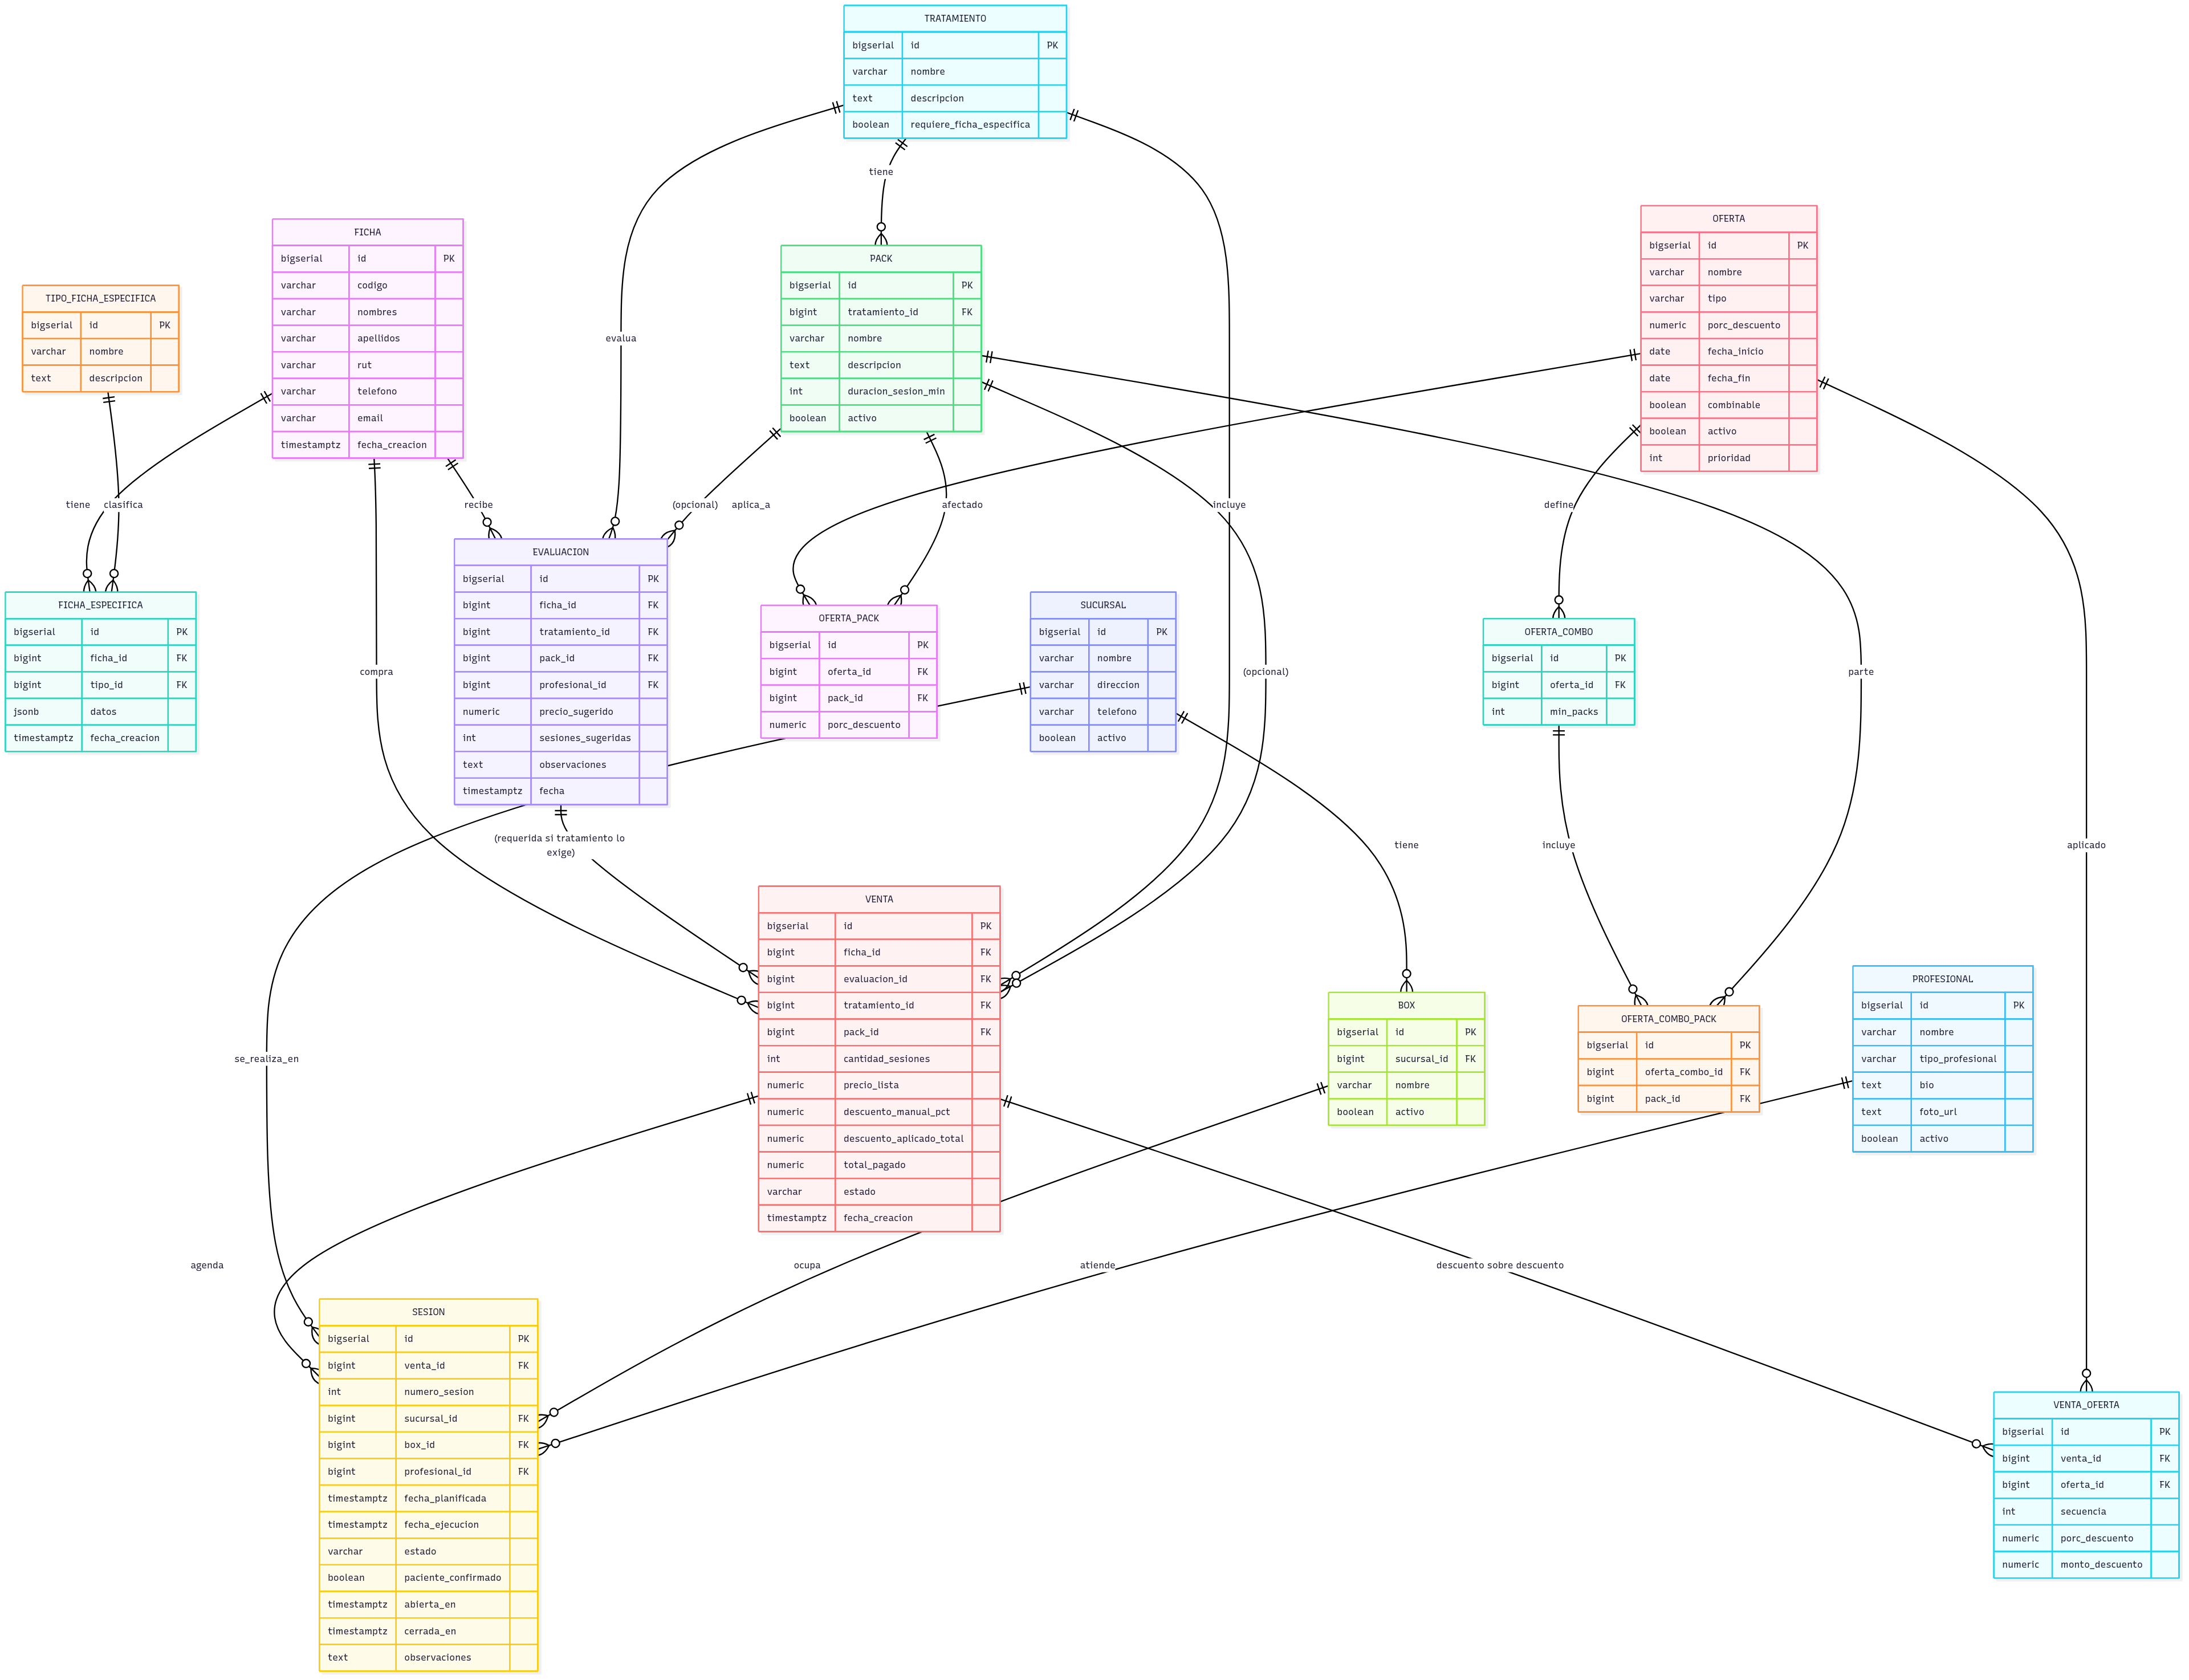 TRATAMIENTO
bigserial id PK
varchar nombre
text descripcion
boolean requiere_ficha_especifica
tiene
evalua
FICHA
bigserial id PK
varchar codigo
varchar nombres
varchar apellidos
varchar rut
varchar telefono
varchar email
timestamptz fecha_creacion
TIPO_FICHA_ESPECIFICA
bigserial id PK
varchar nombre
text descripcion
PACK
bigserial id PK
bigint tratamiento_id FK
varchar nombre
text descripcion
int duracion_sesion_min
boolean activo
OFERTA
bigserial id PK
varchar nombre
varchar tipo
numeric porc_descuento
date fecha_inicio
date fecha_fin
boolean combinable
boolean activo
int prioridad
tiene
clasifica
recibe
(opcional)
aplica_a
afectado
incluye
define
FICHA_ESPECIFICA
bigserial id PK
bigint ficha_id FK
bigint tipo_id FK
jsonb datos
timestamptz fecha_creacion
compra
EVALUACION
bigserial id PK
bigint ficha_id FK
bigint tratamiento_id FK
bigint pack_id FK
bigint profesional_id FK
numeric precio_sugerido
int sesiones_sugeridas
text observaciones
timestamptz fecha
OFERTA_PACK
bigserial id PK
bigint oferta_id FK
bigint pack_id FK
numeric porc_descuento
SUCURSAL
bigserial id PK
varchar nombre
varchar direccion
varchar telefono
boolean activo
(opcional)
OFERTA_COMBO
bigserial id PK
bigint oferta_id FK
int min_packs
parte
(requerida si tratamiento lo
exige)
tiene
incluye
aplicado
VENTA
bigserial id PK
bigint ficha_id FK
bigint evaluacion_id FK
bigint tratamiento_id FK
bigint pack_id FK
int cantidad_sesiones
numeric precio_lista
numeric descuento_manual_pct
numeric descuento_aplicado_total
numeric total_pagado
varchar estado
timestamptz fecha_creacion
BOX
bigserial id PK
bigint sucursal_id FK
varchar nombre
boolean activo
OFERTA_COMBO_PACK
bigserial id PK
bigint oferta_combo_id FK
bigint pack_id FK
PROFESIONAL
bigserial id PK
varchar nombre
varchar tipo_profesional
text bio
text foto_url
boolean activo
se_realiza_en
agenda
ocupa
atiende
descuento sobre descuento
SESION
bigserial id PK
bigint venta_id FK
int numero_sesion
bigint sucursal_id FK
bigint box_id FK
bigint profesional_id FK
timestamptz fecha_planificada
timestamptz fecha_ejecucion
varchar estado
boolean paciente_confirmado
timestamptz abierta_en
timestamptz cerrada_en
text observaciones
VENTA_OFERTA
bigserial id PK
bigint venta_id FK
bigint oferta_id FK
int secuencia
numeric porc_descuento
numeric monto_descuento